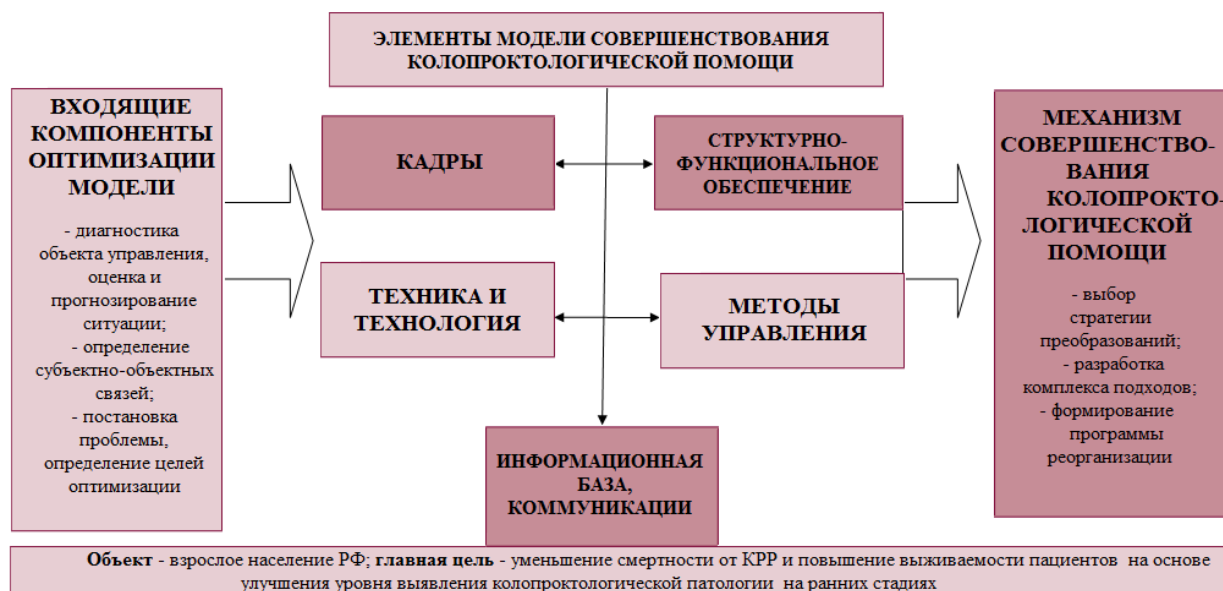 ЭЛЕМЕНТЫ МОДЕЛИ СОВЕРШЕНСТВОВАНИЯ
КОЛОПРОКТОЛОГИЧЕСКОЙ ПОМОЩИ
ВХОДЯЩИЕ
КОМПОНЕНТЫ
ОПТИМИЗАЦИИ
МОДЕЛИ
- диагностика
объекта управления,
оценка и
прогнозирование
ситуации;
- определение
субъектно-объектных
связей;
- постановка
проблемы,
определение целей
оптимизации
КАДРЫ
СТРУКТУРНО-
ФУНКЦИОНАЛЬНОЕ
ОБЕСПЕЧЕНИЕ
ТЕХНИКА И
ТЕХНОЛОГИЯ
МЕТОДЫ
УПРАВЛЕНИЯ
ИНФОРМАЦИОННАЯ
БАЗА,
КОММУНИКАЦИИ
МЕХАНИЗМ
СОВЕРШЕНСТВО-
ВАНИЯ
КОЛОПРОКТО-
ЛОГИЧЕСКОЙ
ПОМОЩИ
- выбор
стратегии
преобразований;
- разработка
комплекса подходов;
- формирование
программы
реорганизации
Объект - взрослое население РФ; главная цель - уменьшение смертности от КРР и повышение выживаемости пациентов на основе
улучшения уровня выявления колопроктологической патологии на ранних стадиях